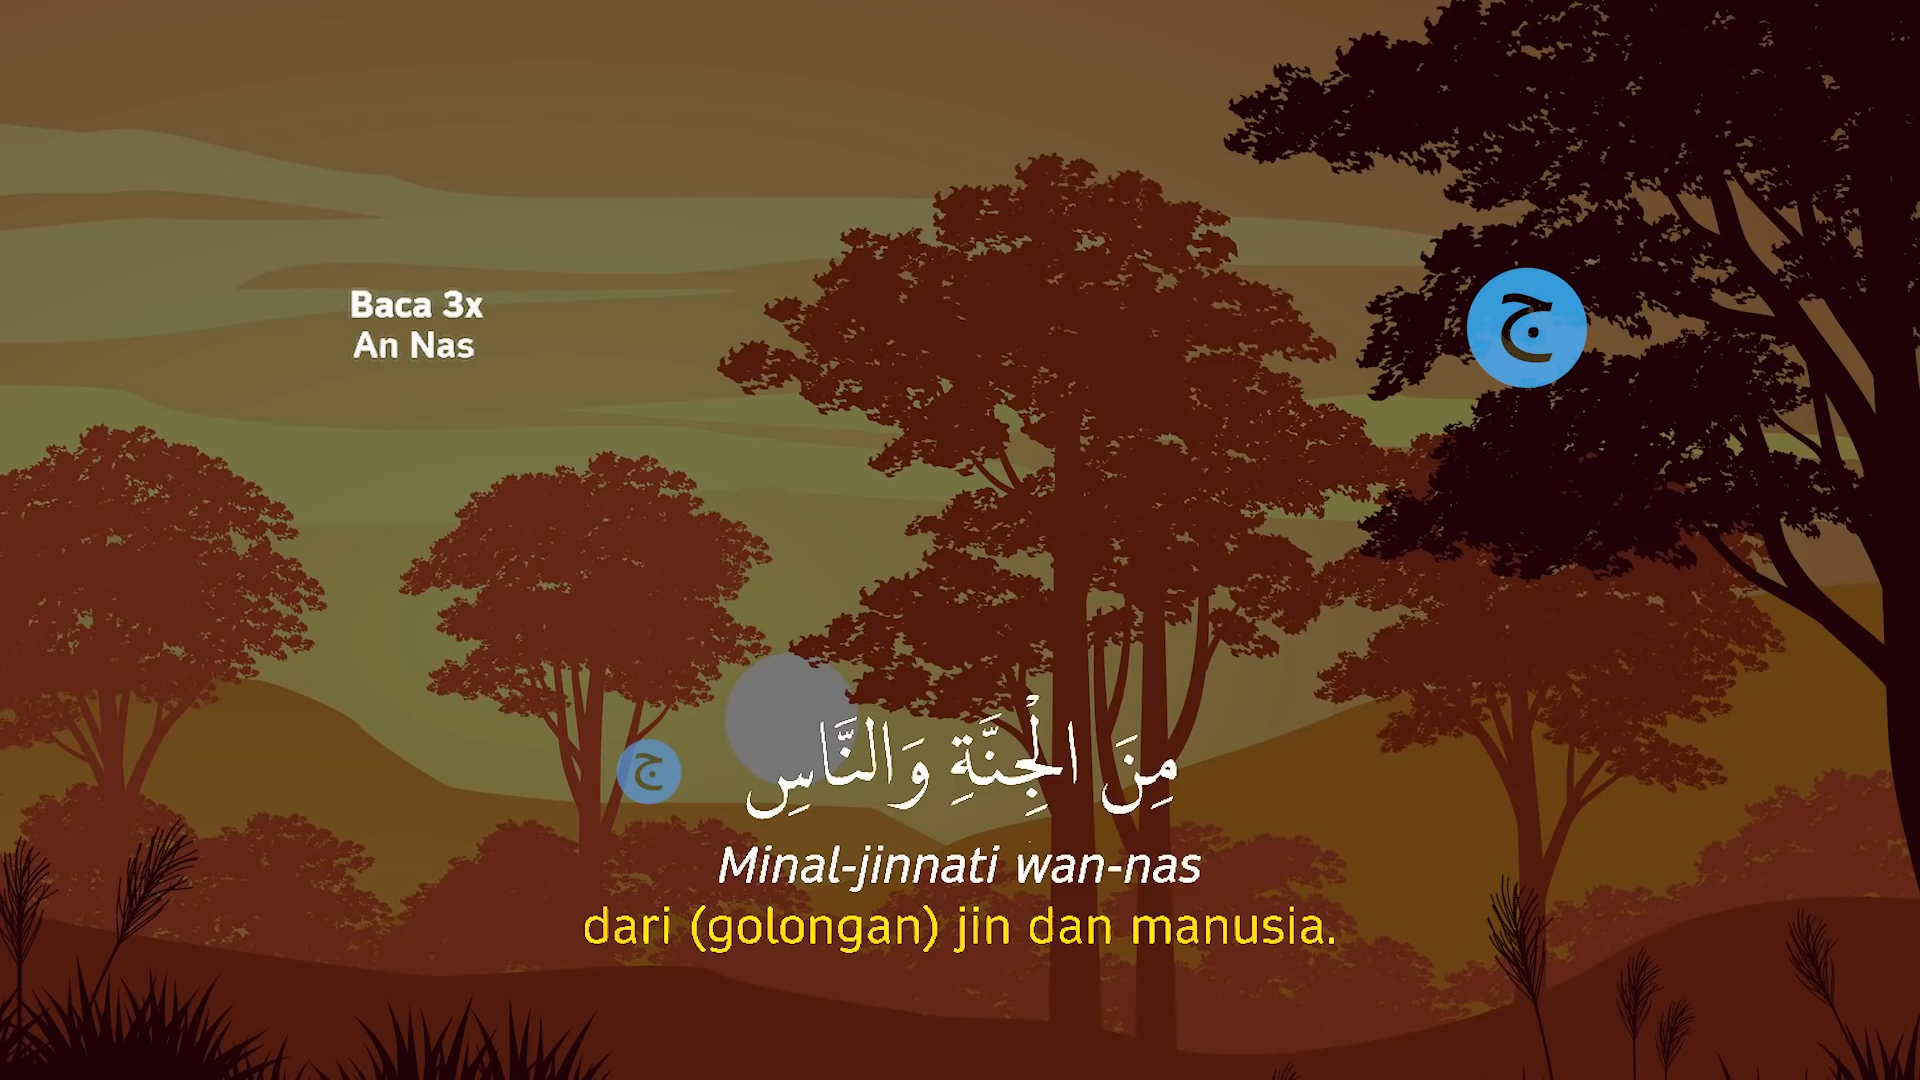 Baca 3x
An Nas
ج
ج
مِنَ الْجِنَّةِ وَالنَّاسِ
Minal-jinnati wan-nas
dari (golongan) jin dan manusia.